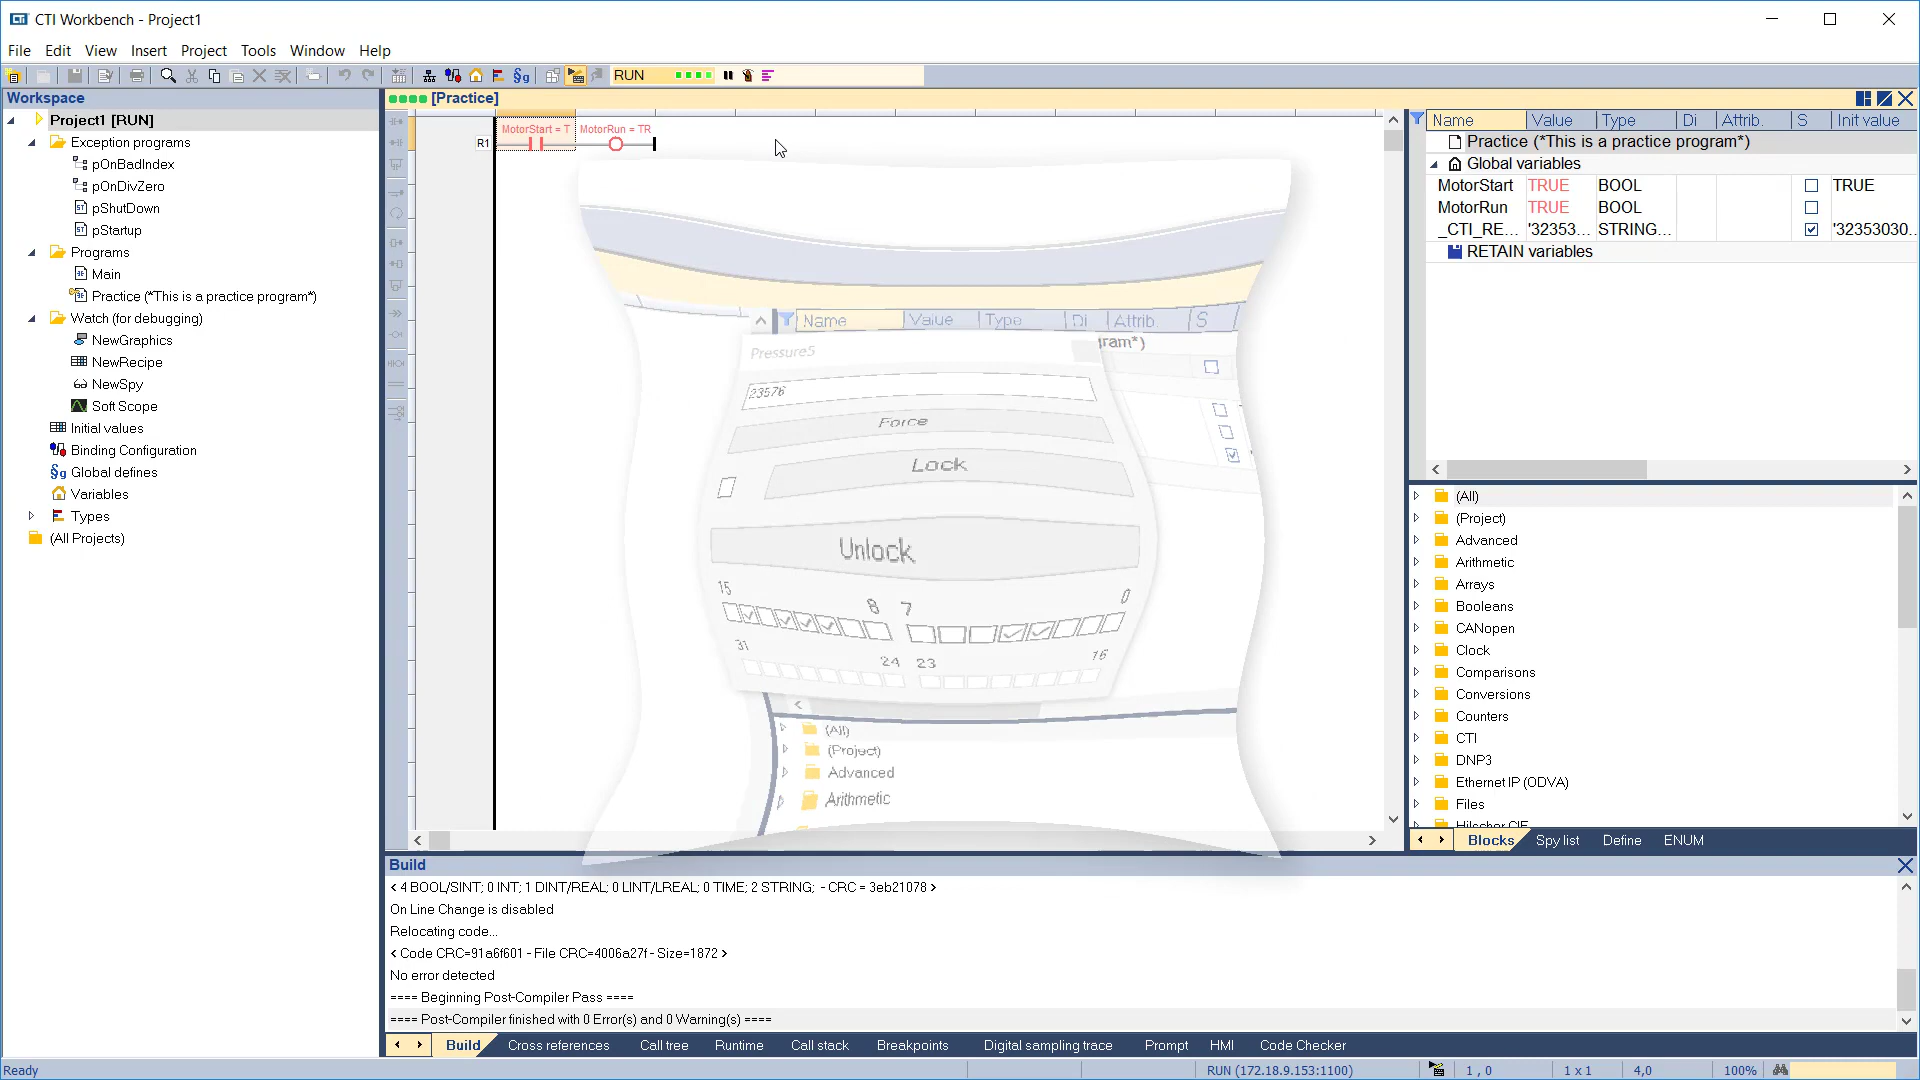 CTI Workbench - Project1
File Edit View Insert Project Tools Window Help
RUN
Workspace
Project1 [RUN]
Exception programs
pOnBadIndex
pOnDivZero
pShutDown
pStartup
Programs
Main
Practice (*This is a practice program*)
Watch (for debugging)
NewGraphics
NewRecipe
NewSpy
Soft Scope
Initial values
Binding Configuration
Global defines
Variables
Types
(All Projects)
[Practice]
R1
MotorStart = T MotorRun = TR
Name Value Type Di Attrib. S
gram*)
Pressure5
23576
Force
Lock
Unlock
15 8 7 0
31 24 23 16
(All)
(Project)
Advanced
Arithmetic
Name Value Type Di Attrib. S Init value
Practice (*This is a practice program*)
Global variables
MotorStart TRUE BOOL TRUE
MotorRun TRUE BOOL
_CTI_RE... '32353... STRING... '32353030...
RETAIN variables
(All)
(Project)
Advanced
Arithmetic
Arrays
Booleans
CANopen
Clock
Comparisons
Conversions
Counters
CTI
DNP3
Ethernet IP (ODVA)
Files
Hilscher CIF
Blocks Spy list Define ENUM
Build
< 4 BOOL/SINT; 0 INT; 1 DINT/REAL; 0 LINT/LREAL; 0 TIME; 2 STRING; - CRC = 3eb21078 >
On Line Change is disabled
Relocating code...
< Code CRC=91a6f601 - File CRC=4006a27f - Size=1872 >
No error detected
==== Beginning Post-Compiler Pass ====
==== Post-Compiler finished with 0 Error(s) and 0 Warning(s) ====
Build Cross references Call tree Runtime Call stack Breakpoints Digital sampling trace Prompt HMI Code Checker
Ready RUN (172.18.9.153:1100) 1 , 0 1 x 1 4,0 100%